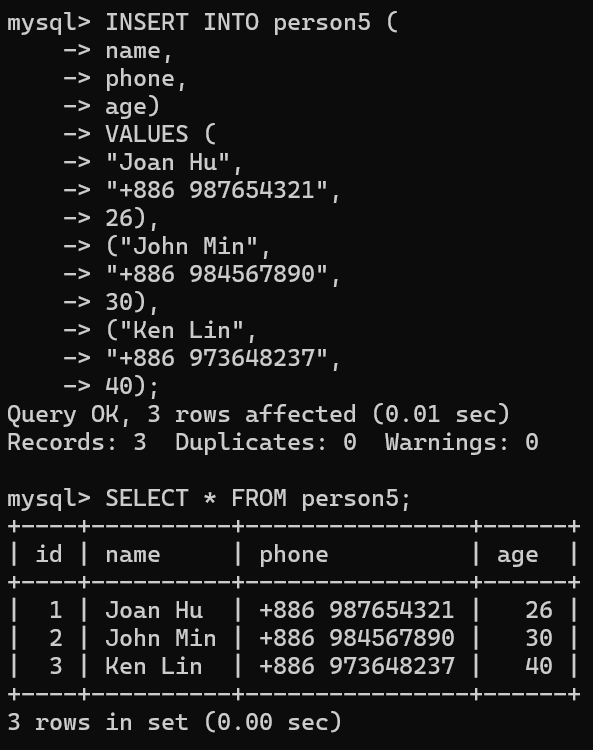 mysql> INSERT INTO person5 (
    -> name,
    -> phone,
    -> age)
    -> VALUES (
    -> "Joan Hu",
    -> "+886 987654321",
    -> 26),
    -> ("John Min",
    -> "+886 984567890",
    -> 30),
    -> ("Ken Lin",
    -> "+886 973648237",
    -> 40);
Query OK, 3 rows affected (0.01 sec)
Records: 3  Duplicates: 0  Warnings: 0

mysql> SELECT * FROM person5;
+----+----------+----------------+------+
| id | name     | phone          | age  |
+----+----------+----------------+------+
|  1 | Joan Hu  | +886 987654321 |   26 |
|  2 | John Min | +886 984567890 |   30 |
|  3 | Ken Lin  | +886 973648237 |   40 |
+----+----------+----------------+------+
3 rows in set (0.00 sec)